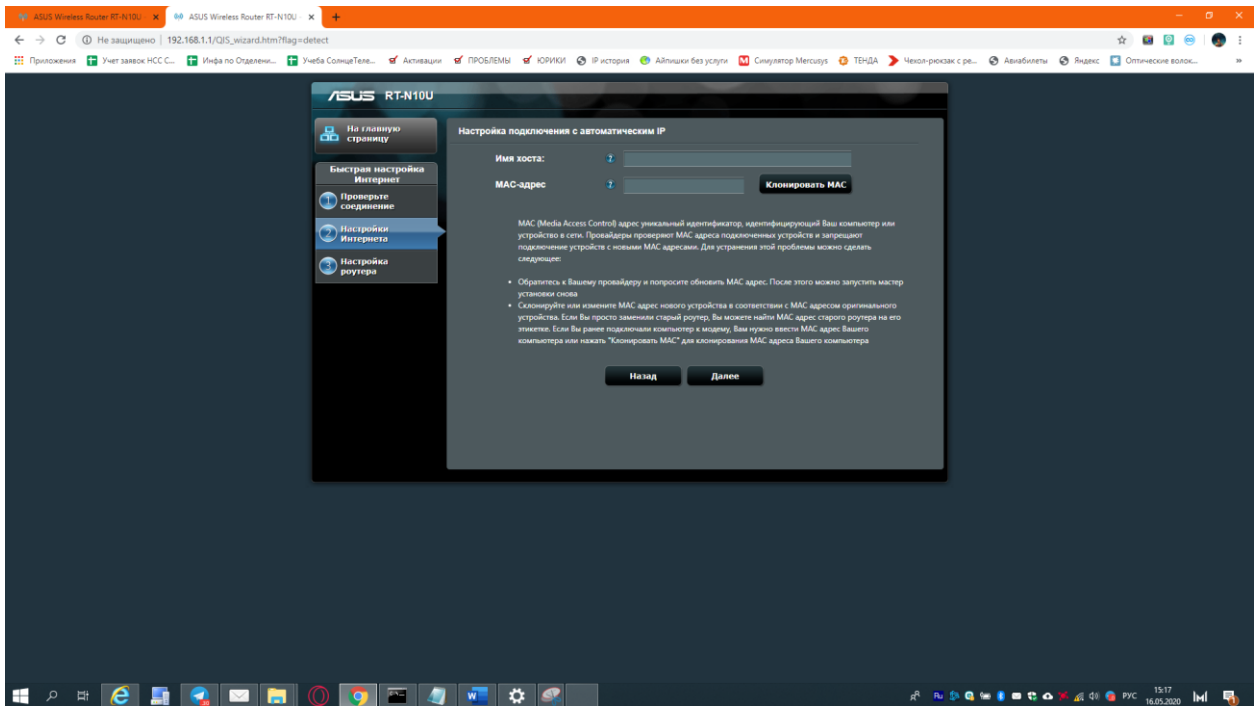 ASUS Wireless Router RT-N10U -
ASUS Wireless Router RT-N10U -
Не защищено | 192.168.1.1/QIS_wizard.htm?flag=detect
Приложения Учет заявок НСС С... Инфа по Отделени... Учеба СолнцеТеле... Активации ПРОБЛЕМЫ ЮРИКИ IP история Айпишки без услуги Симулятор Mercusys ТЕНДА Чехол-рюкзак с ре... Авиабилеты Яндекс Оптические волок... »
ASUS RT-N10U
На главную
страницу
Быстрая настройка
Интернет
1 Проверьте
соединение
2 Настройки
Интернета
3 Настройка
роутера
Настройка подключения с автоматическим IP
Имя хоста:
MAC-адрес
Клонировать MAC
MAC (Media Access Control) адрес уникальный идентификатор, идентифицирующий Ваш компьютер или
устройство в сети. Провайдеры проверяют MAC адреса подключенных устройств и запрещают
подключение устройств с новыми MAC адресами. Для устранения этой проблемы можно сделать
следующее:
• Обратитесь к Вашему провайдеру и попросите обновить MAC адрес. После этого можно запустить мастер
установки снова
• Склонируйте или измените MAC адрес нового устройства в соответствии с MAC адресом оригинального
устройства. Если Вы просто заменили старый роутер, Вы можете найти MAC адрес старого роутера на его
этикетке. Если Вы ранее подключали компьютер к модему, Вам нужно ввести MAC адрес Вашего
компьютера или нажать "Клонировать MAC" для клонирования MAC адреса Вашего компьютера
Назад
Далее
РУС
15:17
16.05.2020